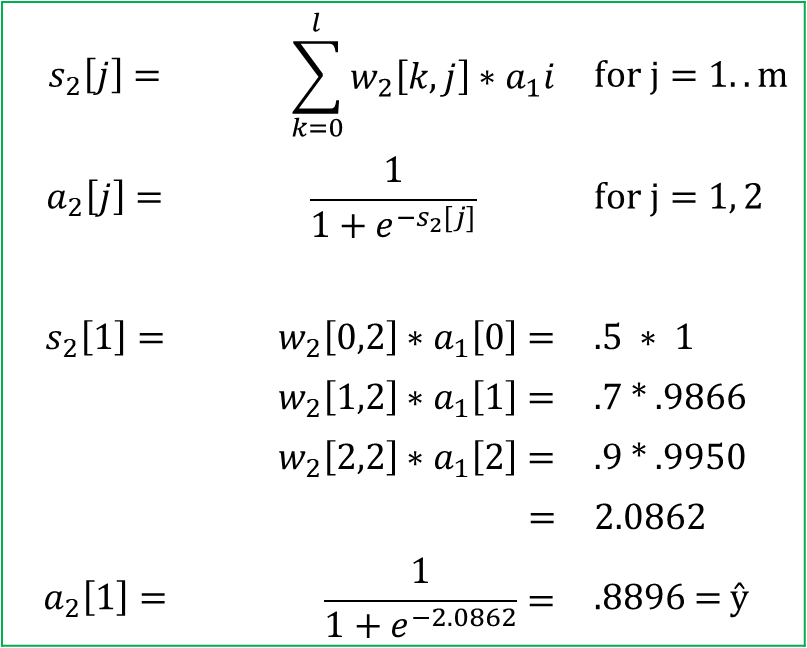 s₂[j] = ∑ₖ₌₀ˡ w₂[k, j] ∗ a₁i for j = 1. . m
a₂[j] = 1 / (1 + e^(−s₂[j])) for j = 1, 2
s₂[1] = w₂[0,2] ∗ a₁[0] = .5 ∗ 1
w₂[1,2] ∗ a₁[1] = .7 * .9866
w₂[2,2] ∗ a₁[2] = .9 * .9950
= 2.0862
a₂[1] = 1 / (1 + e^(−2.0862)) = .8896 = ŷ